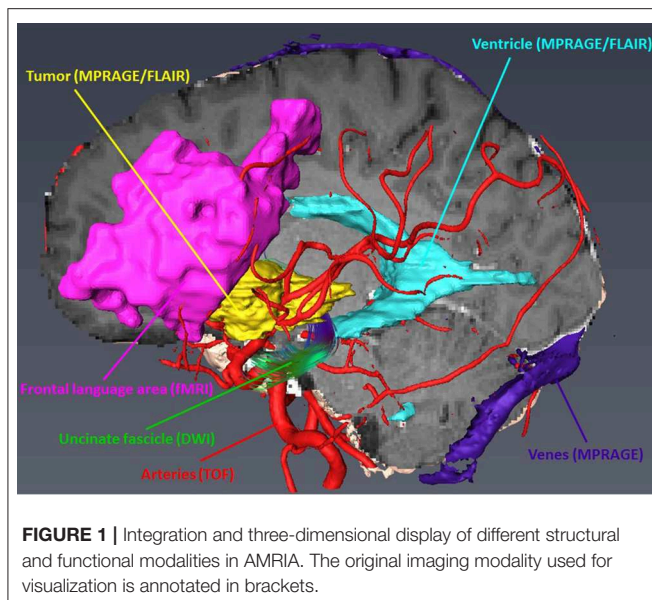 Ventricle (MPRAGE/FLAIR)
Tumor (MPRAGE/FLAIR)
Frontal language area (fMRI)
Uncinate fascicle (DWI)
Arteries (TOF)
Venes (MPRAGE)
FIGURE 1 | Integration and three-dimensional display of different structural
and functional modalities in AMRIA. The original imaging modality used for
visualization is annotated in brackets.